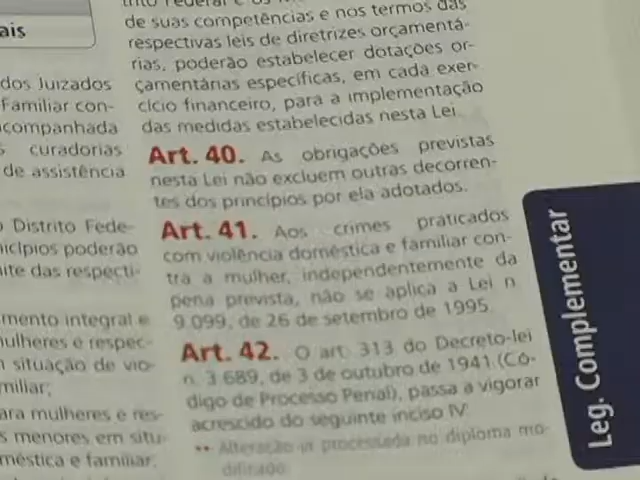 ais
dos Juizados
Familiar con-
companhada
s curadorias
de assistência
Distrito Fede-
nicípios poderão
ite das respecti-
mento integral e
nulheres e respec-
situação de vio-
miliar;
ara mulheres e res-
s menores em situ-
méstica e familiar;
de suas competências e nos termos das
respectivas leis de diretrizes orçamentá-
rias, poderão estabelecer dotações or-
çamentárias específicas, em cada exer-
cício financeiro, para a implementação
das medidas estabelecidas nesta Lei.
Art. 40. As obrigações previstas
nesta Lei não excluem outras decorren-
tes dos princípios por ela adotados.
Art. 41. Aos crimes praticados
com violência doméstica e familiar con-
tra a mulher, independentemente da
pena prevista, não se aplica a Lei n.
9.099, de 26 de setembro de 1995.
Art. 42. O art. 313 do Decreto-lei
n. 3.689, de 3 de outubro de 1941 (Có-
digo de Processo Penal), passa a vigorar
acrescido do seguinte inciso IV:
•• Alteração já processada no diploma mo-
dificado.
Leg. Complementar